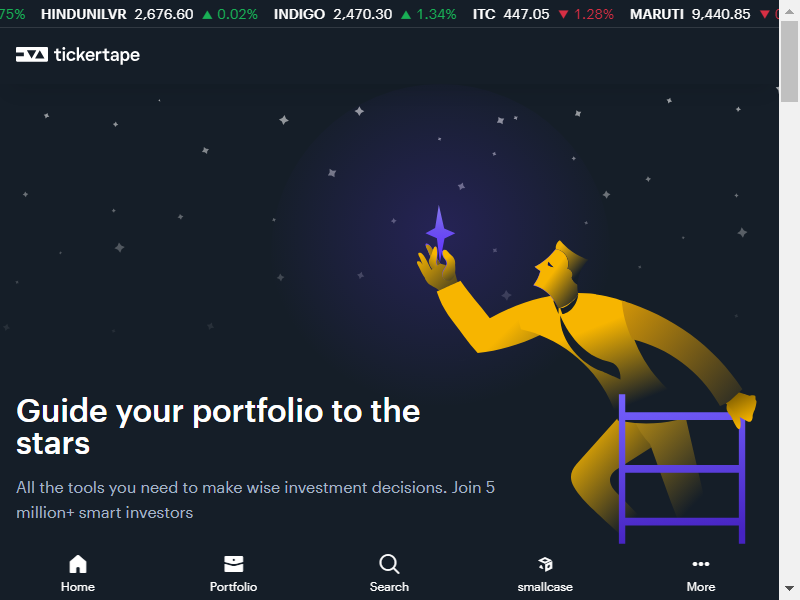 75% HINDUNILVR 2,676.60 ▲ 0.02% INDIGO 2,470.30 ▲ 1.34% ITC 447.05 ▼ 1.28% MARUTI 9,440.85 ▼
tickertape
Guide your portfolio to the
stars
All the tools you need to make wise investment decisions. Join 5
million+ smart investors
Home Portfolio Search smallcase More